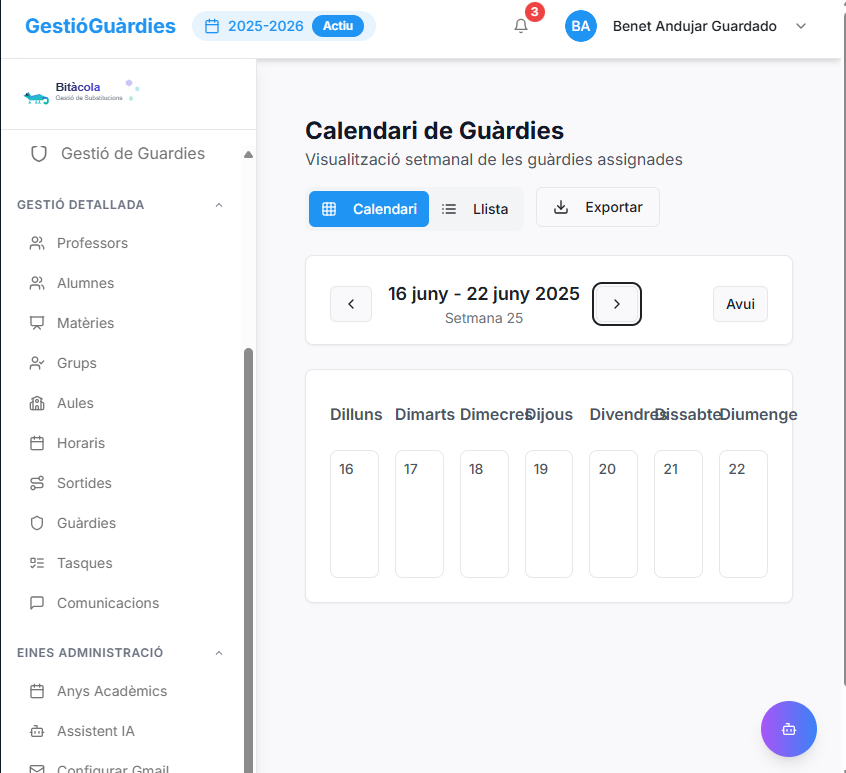 GestióGuàrdies
2025-2026 Actiu
3
BA Benet Andujar Guardado
Bitàcola
Gestió de Substitucions
Gestió de Guardies
GESTIÓ DETALLADA
Professors
Alumnes
Matèries
Grups
Aules
Horaris
Sortides
Guàrdies
Tasques
Comunicacions
EINES ADMINISTRACIÓ
Anys Acadèmics
Assistent IA
Configurar Gmail
Calendari de Guàrdies
Visualització setmanal de les guàrdies assignades
Calendari Llista Exportar
16 juny - 22 juny 2025
Setmana 25
Avui
Dilluns Dimarts Dimecres Dijous Divendres Dissabte Diumenge
16 17 18 19 20 21 22